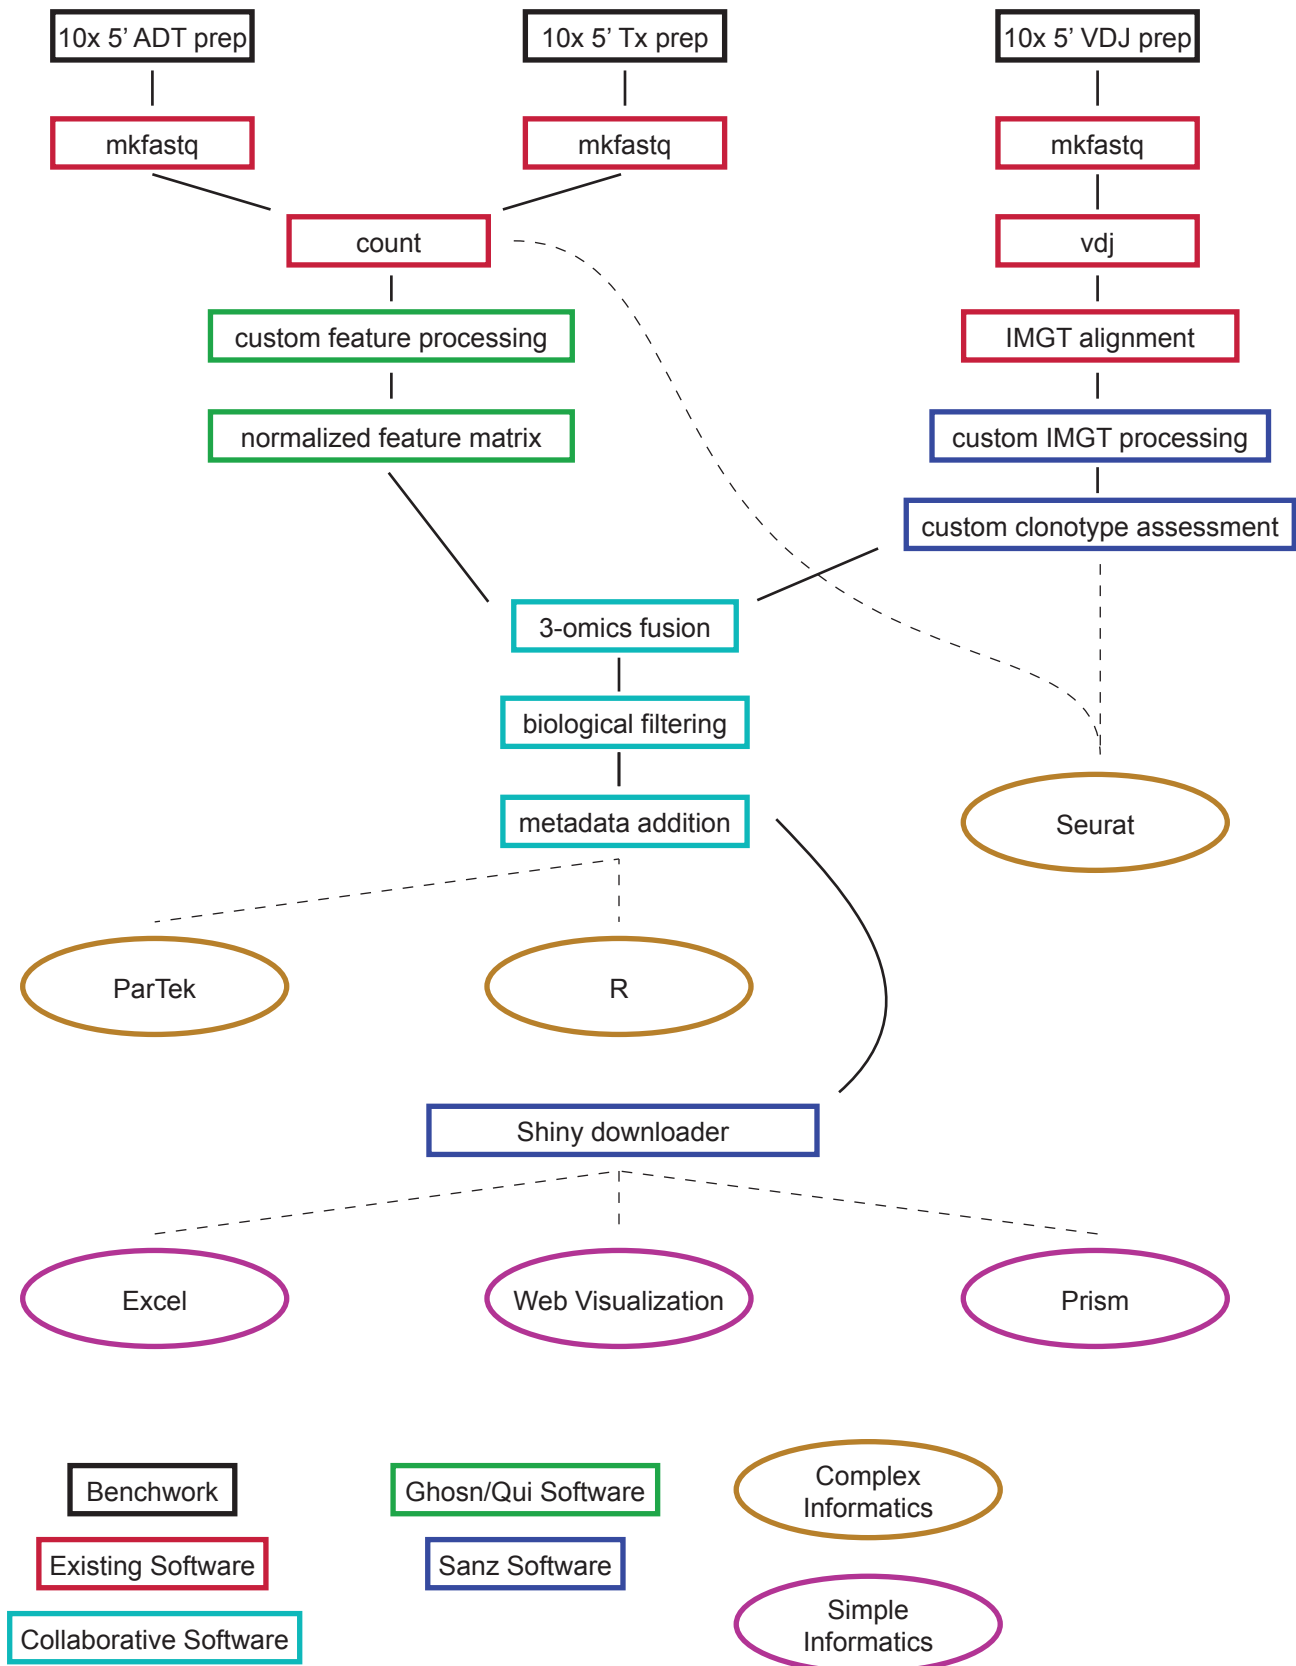 10x 5’ ADT prep
10x 5’ Tx prep
10x 5’ VDJ prep
mkfastq
mkfastq
mkfastq
count
vdj
custom feature processing
IMGT alignment
normalized feature matrix
custom IMGT processing
custom clonotype assessment
3-omics fusion
biological filtering
metadata addition
Seurat
ParTek
R
Shiny downloader
Excel
Web Visualization
Prism
Benchwork
Ghosn/Qui Software
Complex
Informatics
Existing Software
Sanz Software
Collaborative Software
Simple
Informatics